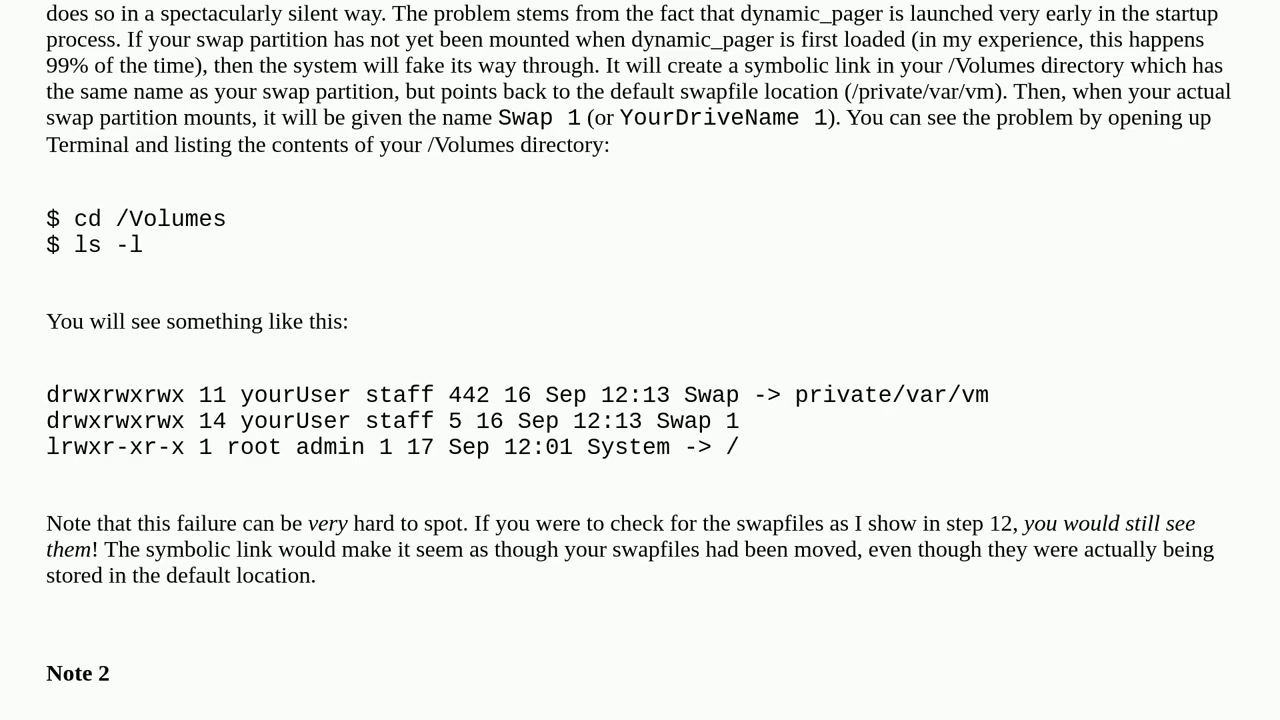 does so in a spectacularly silent way. The problem stems from the fact that dynamic_pager is launched very early in the startup
process. If your swap partition has not yet been mounted when dynamic_pager is first loaded (in my experience, this happens
99% of the time), then the system will fake its way through. It will create a symbolic link in your /Volumes directory which has
the same name as your swap partition, but points back to the default swapfile location (/private/var/vm). Then, when your actual
swap partition mounts, it will be given the name Swap 1 (or YourDriveName 1). You can see the problem by opening up
Terminal and listing the contents of your /Volumes directory:
$ cd /Volumes
$ ls -l
You will see something like this:
drwxrwxrwx 11 yourUser staff 442 16 Sep 12:13 Swap -> private/var/vm
drwxrwxrwx 14 yourUser staff 5 16 Sep 12:13 Swap 1
lrwxr-xr-x 1 root admin 1 17 Sep 12:01 System -> /
Note that this failure can be very hard to spot. If you were to check for the swapfiles as I show in step 12, you would still see
them! The symbolic link would make it seem as though your swapfiles had been moved, even though they were actually being
stored in the default location.
Note 2